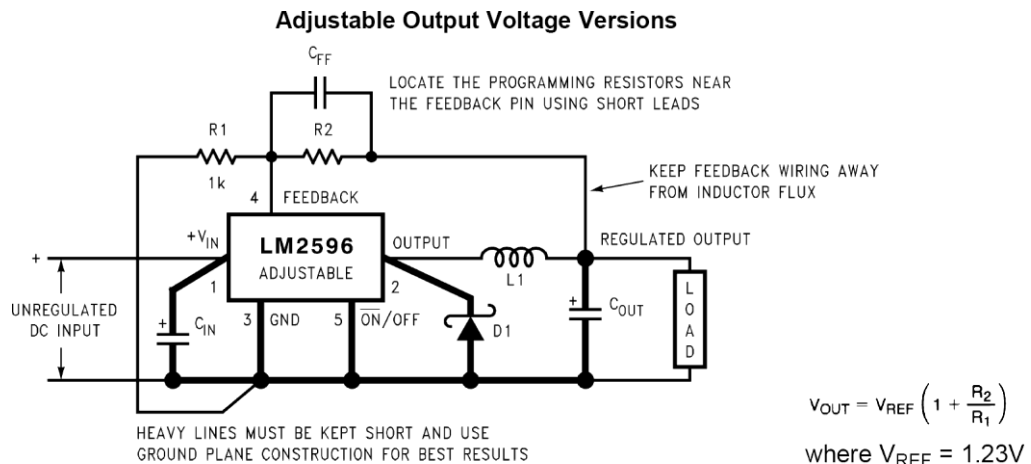 Adjustable Output Voltage Versions
CFF
LOCATE THE PROGRAMMING RESISTORS NEAR
THE FEEDBACK PIN USING SHORT LEADS
R1
R2
1k
KEEP FEEDBACK WIRING AWAY
FROM INDUCTOR FLUX
4
FEEDBACK
+VIN
LM2596
ADJUSTABLE
OUTPUT
REGULATED OUTPUT
+
1
2
L1
UNREGULATED
DC INPUT
+
CIN
3
GND
5
ON/OFF
D1
+
COUT
LOAD
HEAVY LINES MUST BE KEPT SHORT AND USE
GROUND PLANE CONSTRUCTION FOR BEST RESULTS
VOUT = VREF (1 + R2/R1)
where VREF = 1.23V